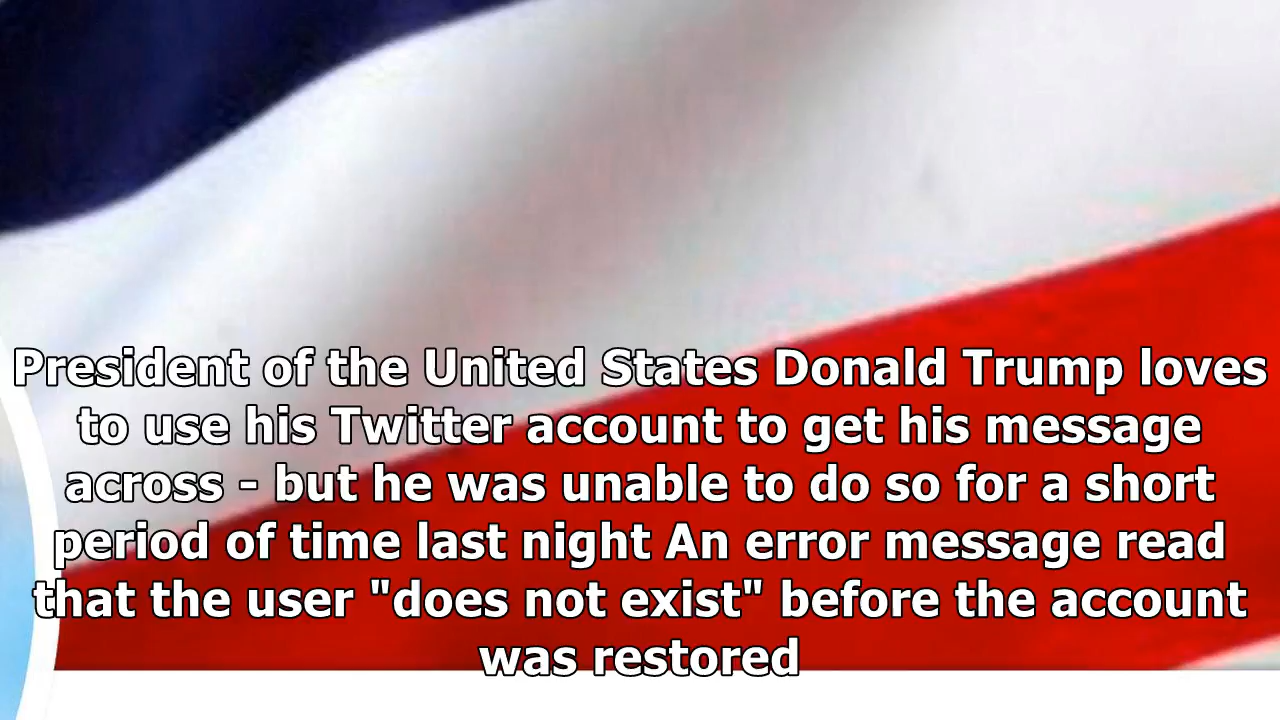 President of the United States Donald Trump loves
to use his Twitter account to get his message
across - but he was unable to do so for a short
period of time last night An error message read
that the user "does not exist" before the account
was restored